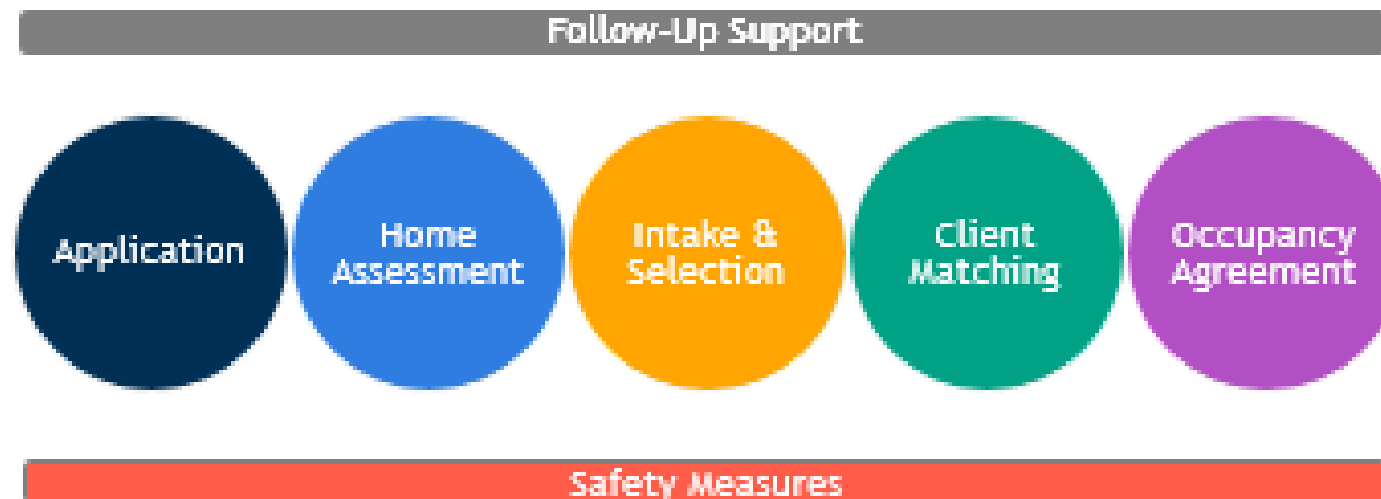 Follow-Up Support
Application
Home
Assessment
Intake &
Selection
Client
Matching
Occupancy
Agreement
Safety Measures